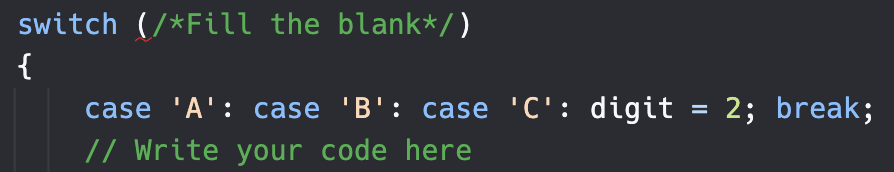 switch (/*Fill the blank*/)
{
case 'A': case 'B': case 'C': digit = 2; break;
// Write your code here